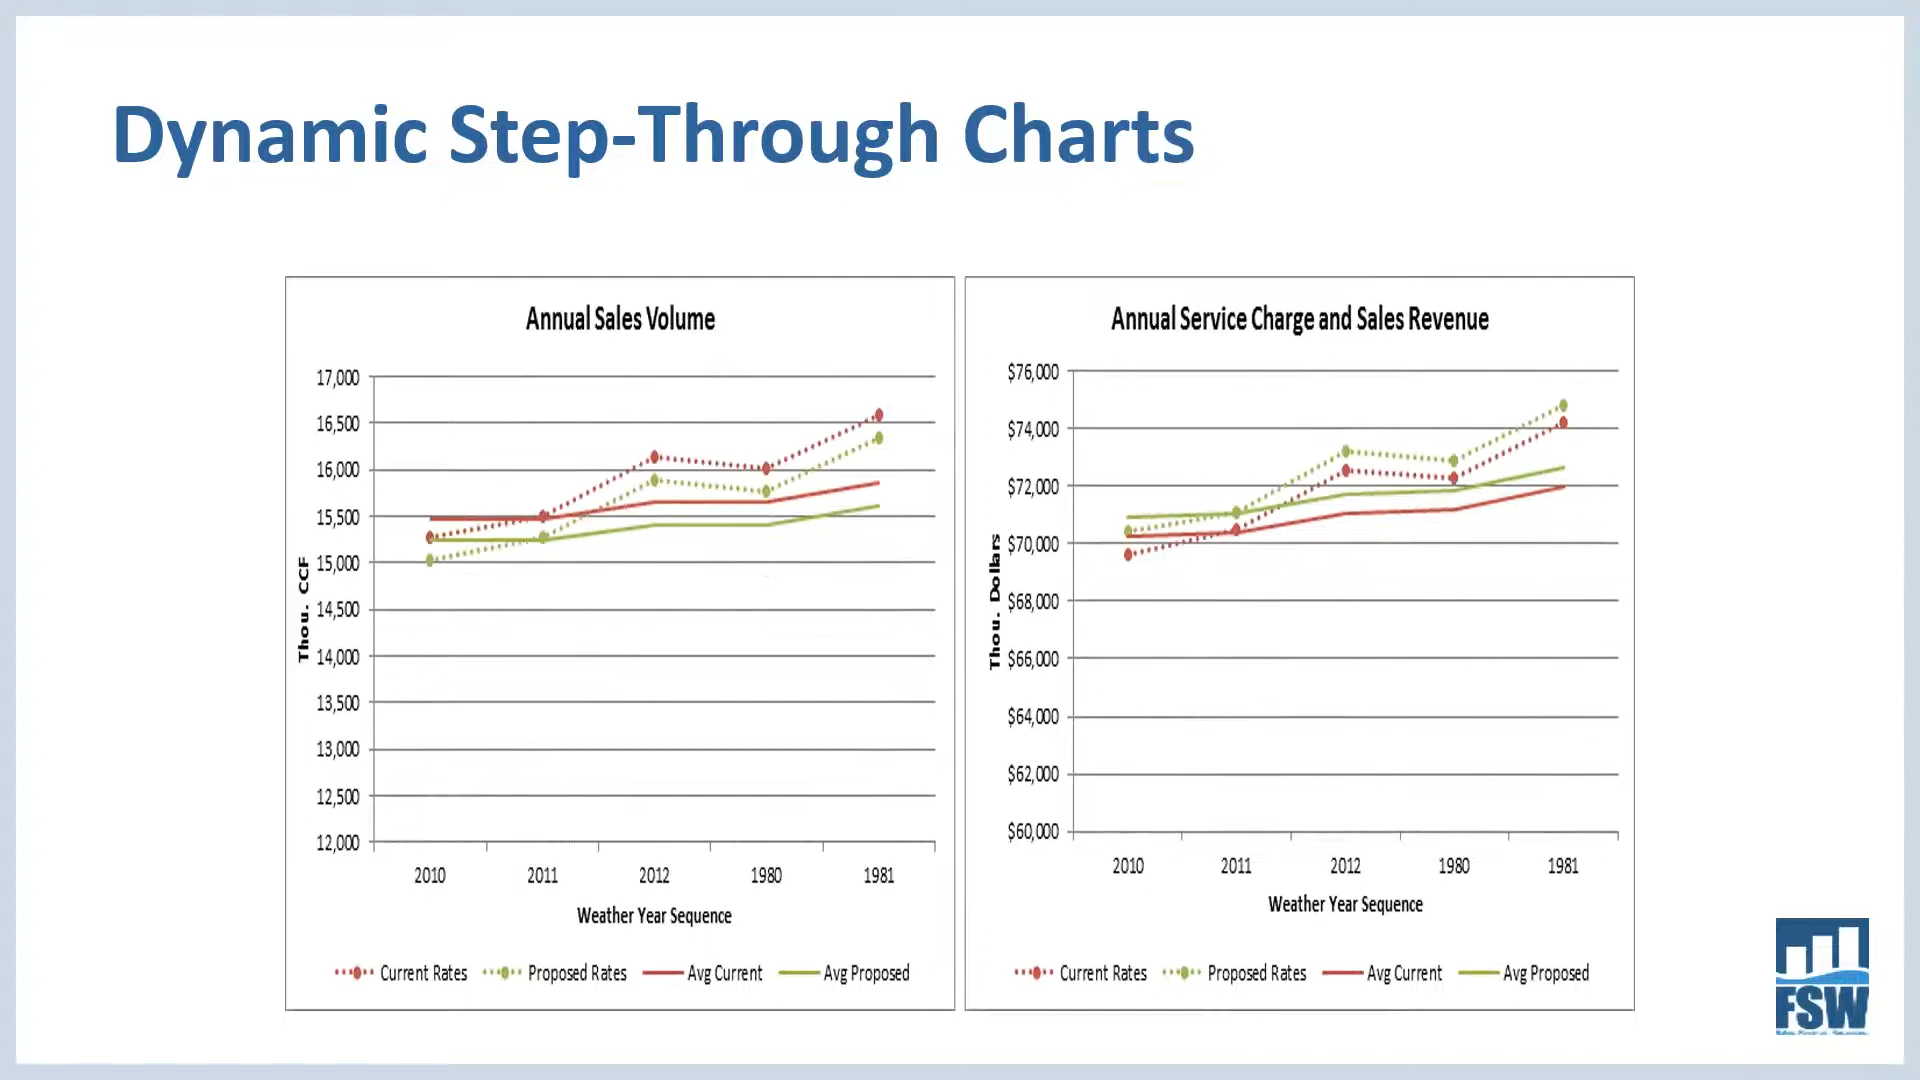 Dynamic Step-Through Charts
Annual Sales Volume
17,000
16,500
16,000
15,500
15,000
14,500
14,000
13,500
13,000
12,500
12,000
Thou. CCF
2010 2011 2012 1980 1981
Weather Year Sequence
Current Rates Proposed Rates Avg Current Avg Proposed
Annual Service Charge and Sales Revenue
$76,000
$74,000
$72,000
$70,000
$68,000
$66,000
$64,000
$62,000
$60,000
Thou. Dollars
2010 2011 2012 1980 1981
Weather Year Sequence
Current Rates Proposed Rates Avg Current Avg Proposed
FSW